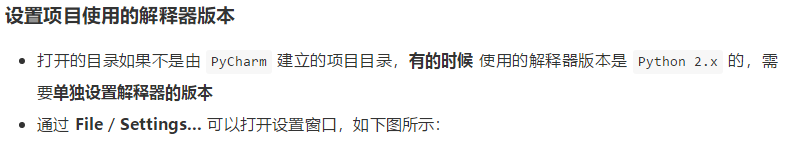 设置项目使用的解释器版本
打开的目录如果不是由 PyCharm 建立的项目目录，有的时候 使用的解释器版本是 Python 2.x 的，需
要单独设置解释器的版本
通过 File / Settings... 可以打开设置窗口，如下图所示：